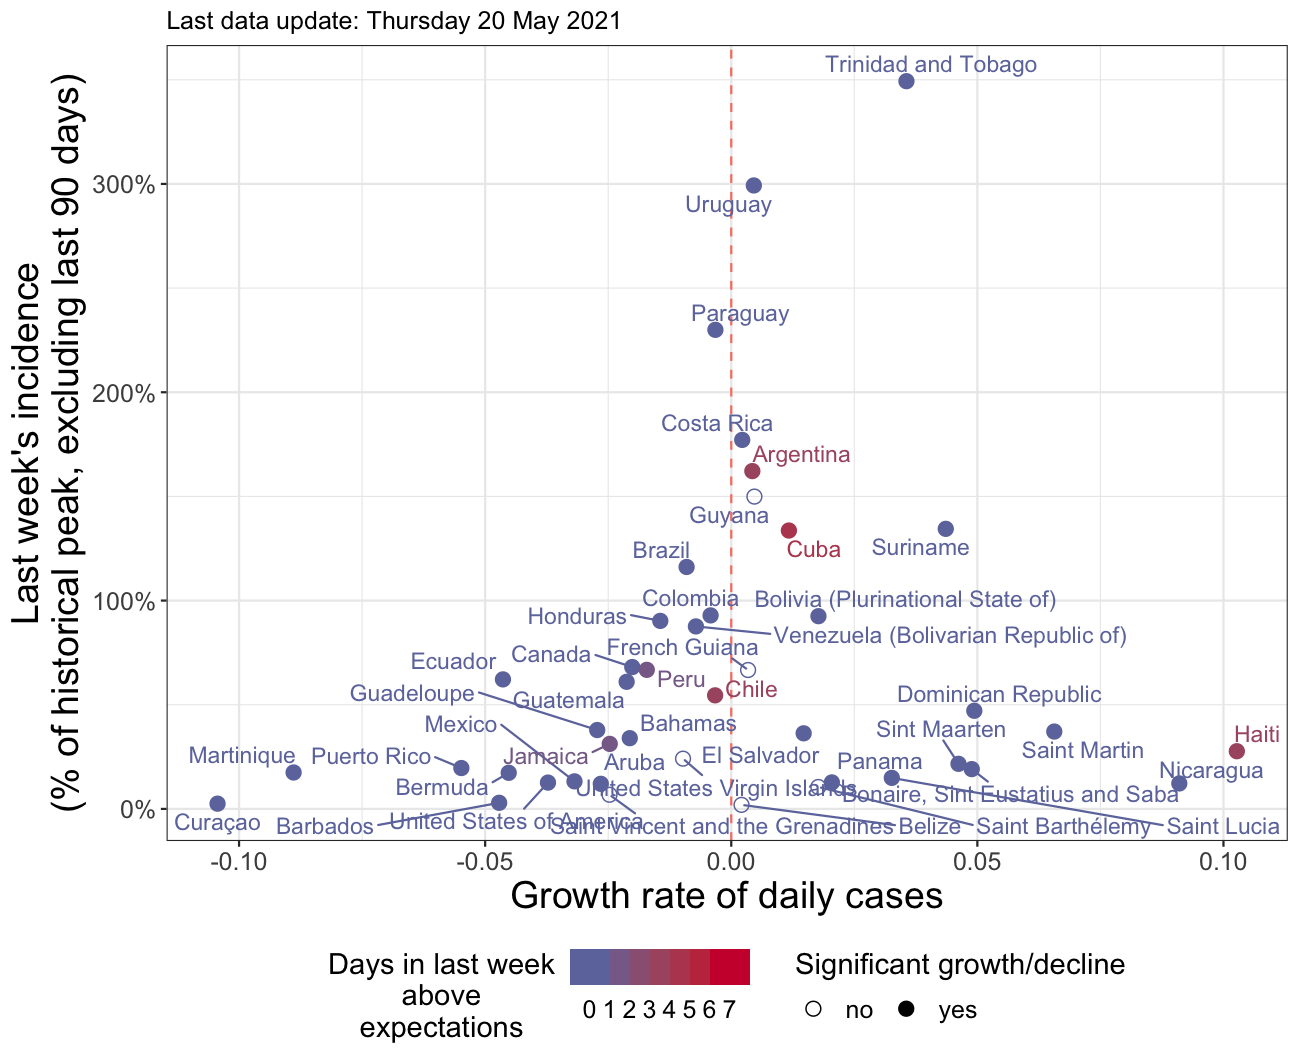 Last data update: Thursday 20 May 2021
Last week's incidence
(% of historical peak, excluding last 90 days)
300%
200%
100%
0%
Trinidad and Tobago
Uruguay
Paraguay
Costa Rica
Argentina
Guyana
Cuba
Suriname
Brazil
Colombia
Bolivia (Plurinational State of)
Honduras
Venezuela (Bolivarian Republic of)
French Guiana
Canada
Ecuador
Peru
Chile
Guadeloupe
Guatemala
Dominican Republic
Mexico
Bahamas
Sint Maarten
Haiti
Saint Martin
Martinique
Puerto Rico
Jamaica
Aruba
El Salvador
Panama
Nicaragua
Bermuda
United States Virgin Islands
Bonaire, Sint Eustatius and Saba
Curaçao
Barbados
United States of America
Saint Vincent and the Grenadines
Belize
Saint Barthélemy
Saint Lucia
-0.10
-0.05
0.00
0.05
0.10
Growth rate of daily cases
Days in last week
above
expectations
0 1 2 3 4 5 6 7
Significant growth/decline
no
yes